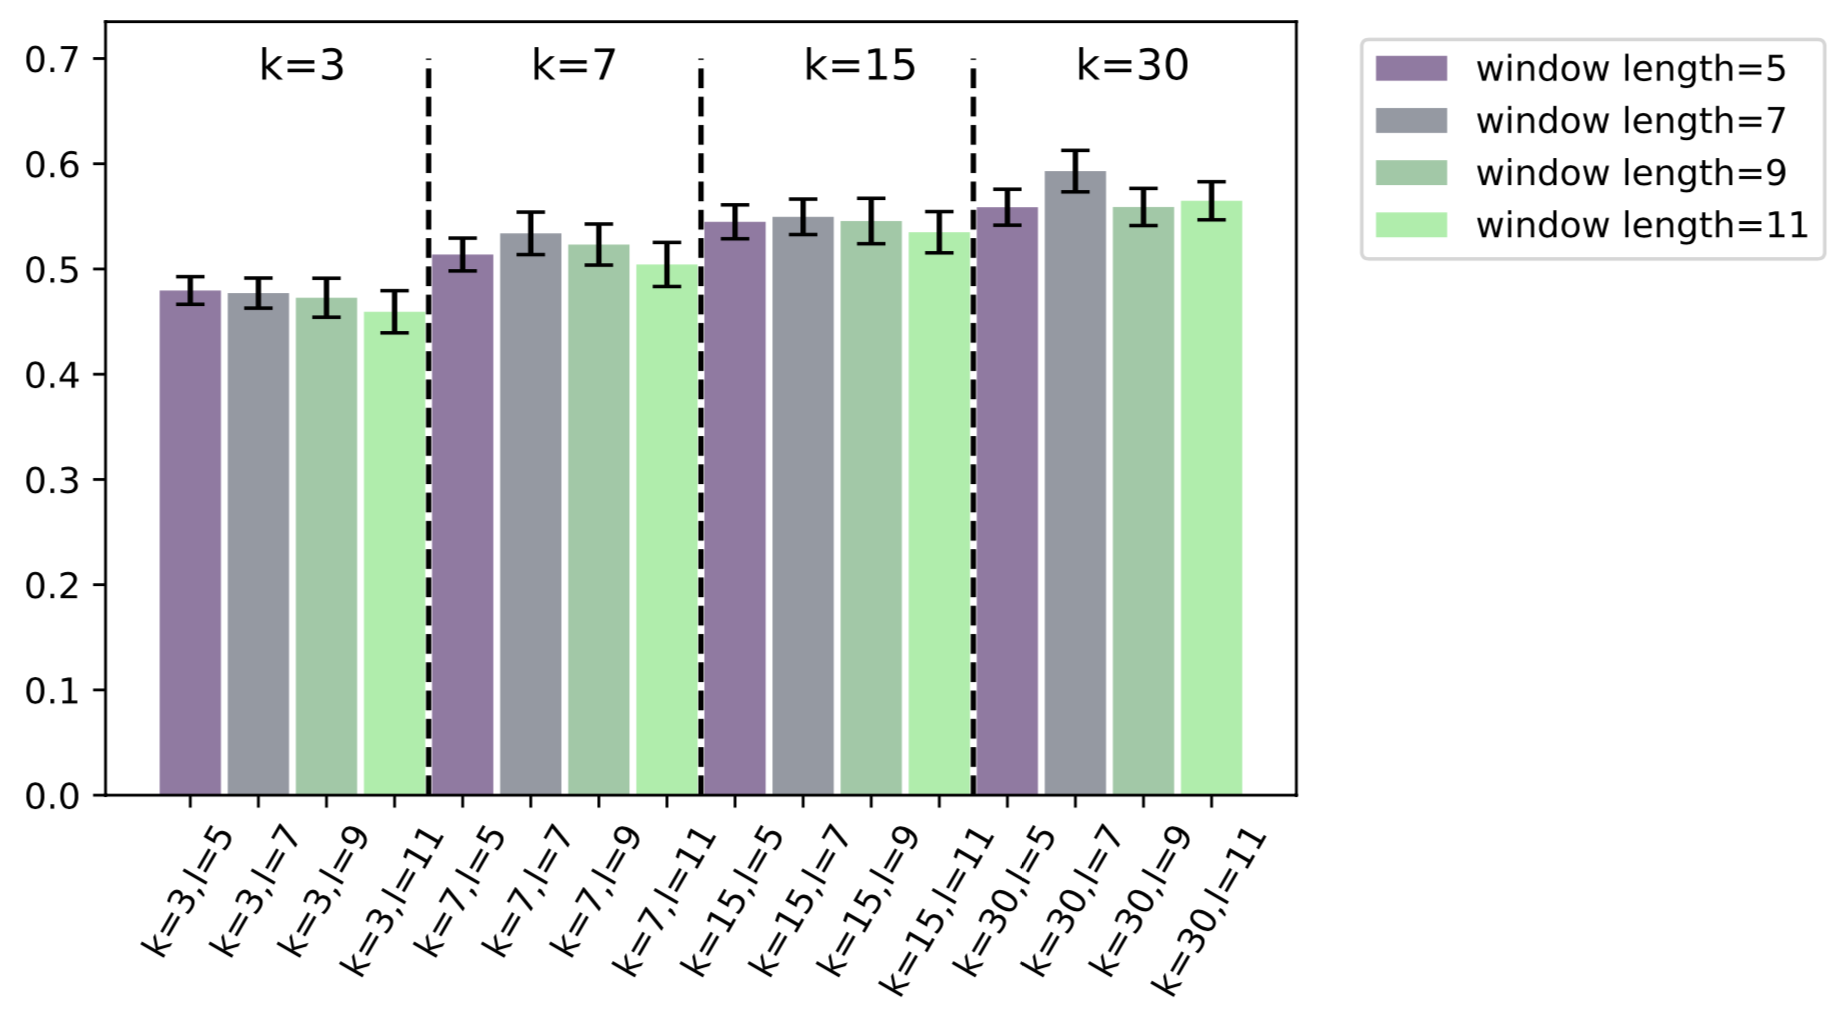 k=3
k=7
k=15
k=30
0.7
0.6
0.5
0.4
0.3
0.2
0.1
0.0
k=3,l=5
k=3,l=7
k=3,l=9
k=3,l=11
k=7,l=5
k=7,l=7
k=7,l=9
k=7,l=11
k=15,l=5
k=15,l=7
k=15,l=9
k=15,l=11
k=30,l=5
k=30,l=7
k=30,l=9
k=30,l=11
window length=5
window length=7
window length=9
window length=11